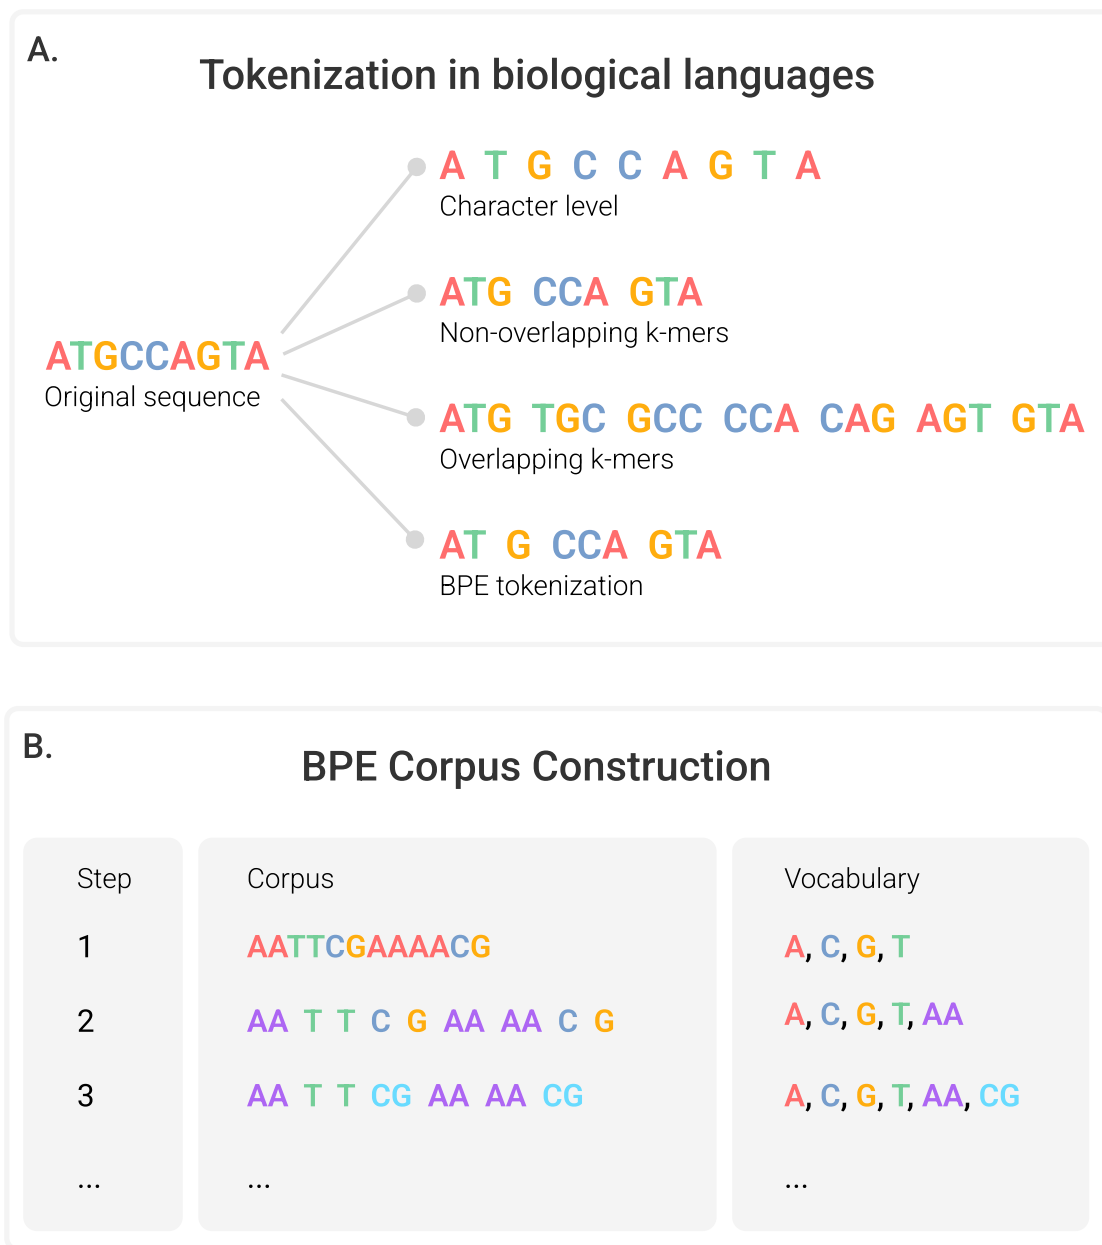 A.
Tokenization in biological languages
A T G C C A G T A
Character level
ATG CCA GTA
Non-overlapping k-mers
ATGCCAGTA
Original sequence
ATG TGC GCC CCA CAG AGT GTA
Overlapping k-mers
AT G CCA GTA
BPE tokenization
B.
BPE Corpus Construction
Step Corpus Vocabulary
1 AATTCGAAAACG A, C, G, T
2 AA T T C G AA AA C G A, C, G, T, AA
3 AA T T CG AA AA CG A, C, G, T, AA, CG
... ... ...